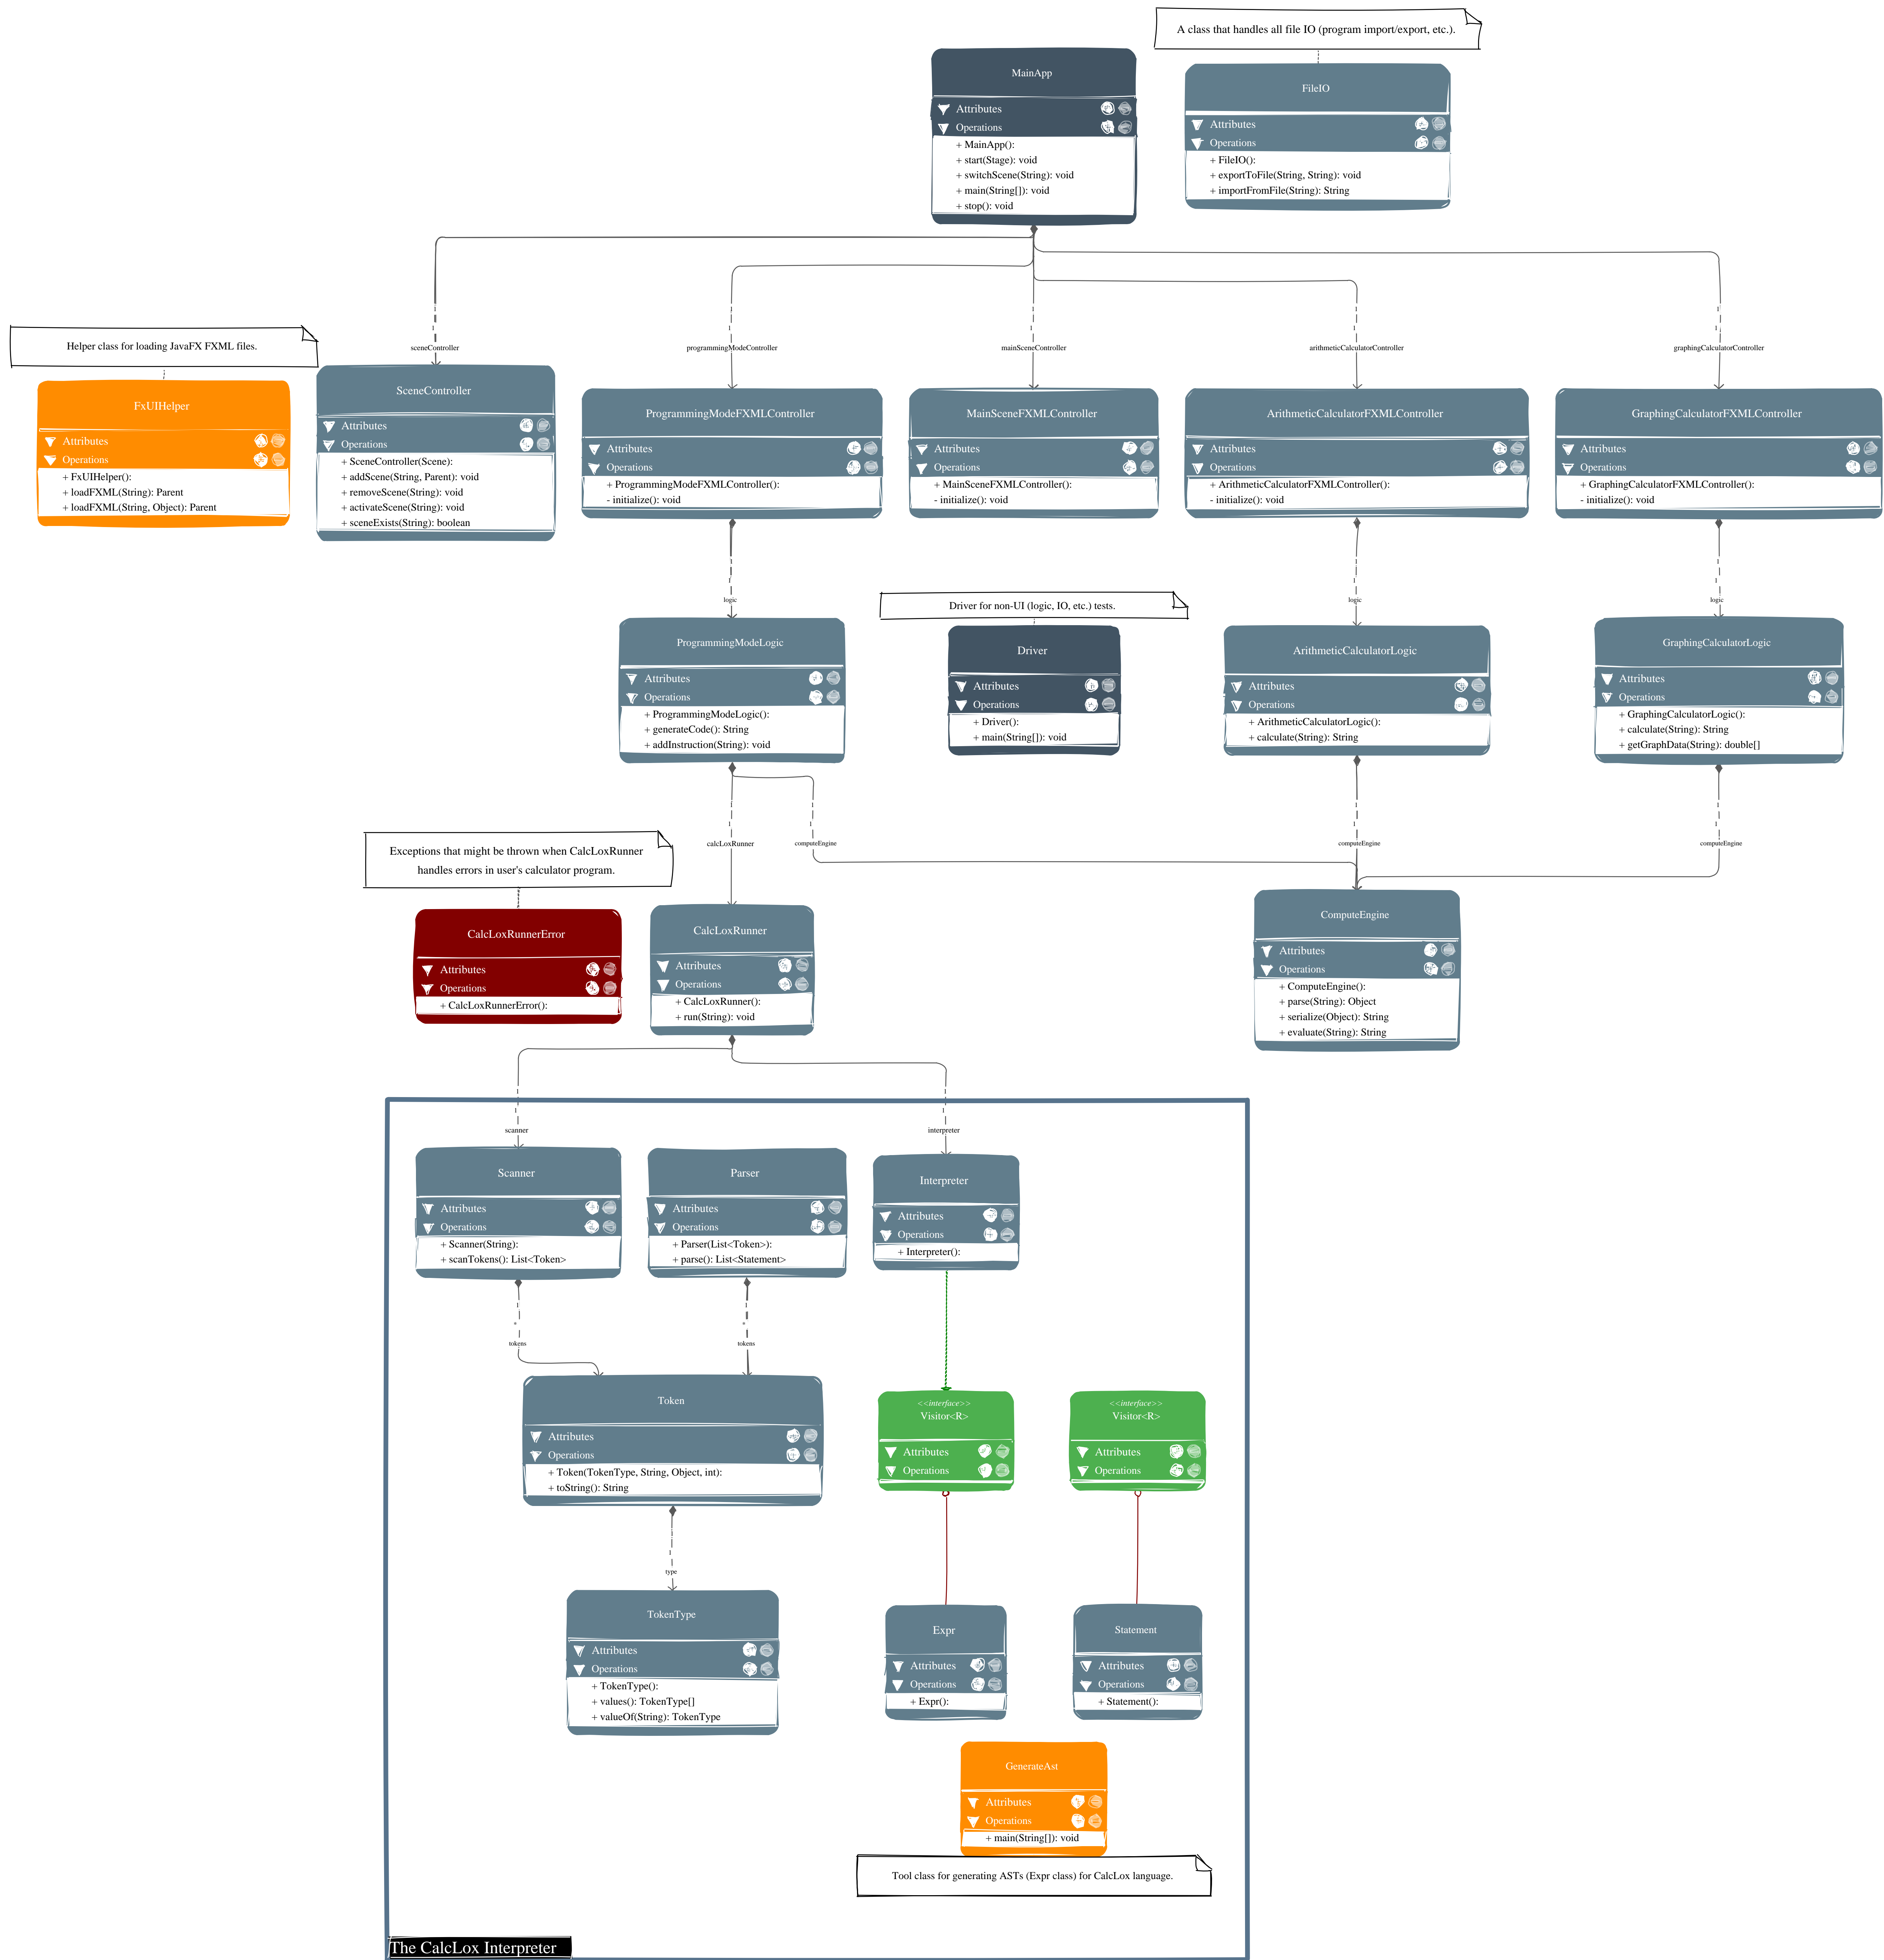 A class that handles all file IO (program import/export, etc.).
MainApp
Attributes
Operations
+ MainApp():
+ start(Stage): void
+ switchScene(String): void
+ main(String[]): void
+ stop(): void
FileIO
Attributes
Operations
+ FileIO():
+ exportToFile(String, String): void
+ importFromFile(String): String
sceneController
programmingModeController
mainSceneController
arithmeticCalculatorController
graphingCalculatorController
Helper class for loading JavaFX FXML files.
FxUIHelper
Attributes
Operations
+ FxUIHelper():
+ loadFXML(String): Parent
+ loadFXML(String, Object): Parent
SceneController
Attributes
Operations
+ SceneController(Scene):
+ addScene(String, Parent): void
+ removeScene(String): void
+ activateScene(String): void
+ sceneExists(String): boolean
ProgrammingModeFXMLController
Attributes
Operations
+ ProgrammingModeFXMLController():
- initialize(): void
MainSceneFXMLController
Attributes
Operations
+ MainSceneFXMLController():
- initialize(): void
ArithmeticCalculatorFXMLController
Attributes
Operations
+ ArithmeticCalculatorFXMLController():
- initialize(): void
GraphingCalculatorFXMLController
Attributes
Operations
+ GraphingCalculatorFXMLController():
- initialize(): void
logic
logic
logic
Driver for non-UI (logic, IO, etc.) tests.
ProgrammingModeLogic
Attributes
Operations
+ ProgrammingModeLogic():
+ generateCode(): String
+ addInstruction(String): void
Driver
Attributes
Operations
+ Driver():
+ main(String[]): void
ArithmeticCalculatorLogic
Attributes
Operations
+ ArithmeticCalculatorLogic():
+ calculate(String): String
GraphingCalculatorLogic
Attributes
Operations
+ GraphingCalculatorLogic():
+ calculate(String): String
+ getGraphData(String): double[]
calcLoxRunner
computeEngine
computeEngine
computeEngine
Exceptions that might be thrown when CalcLoxRunner
handles errors in user's calculator program.
CalcLoxRunnerError
Attributes
Operations
+ CalcLoxRunnerError():
CalcLoxRunner
Attributes
Operations
+ CalcLoxRunner():
+ run(String): void
ComputeEngine
Attributes
Operations
+ ComputeEngine():
+ parse(String): Object
+ serialize(Object): String
+ evaluate(String): String
scanner
interpreter
Scanner
Attributes
Operations
+ Scanner(String):
+ scanTokens(): List<Token>
Parser
Attributes
Operations
+ Parser(List<Token>):
+ parse(): List<Statement>
Interpreter
Attributes
Operations
+ Interpreter():
*
tokens
*
tokens
Token
Attributes
Operations
+ Token(TokenType, String, Object, int):
+ toString(): String
<<interface>>
Visitor<R>
Attributes
Operations
<<interface>>
Visitor<R>
Attributes
Operations
type
TokenType
Attributes
Operations
+ TokenType():
+ values(): TokenType[]
+ valueOf(String): TokenType
Expr
Attributes
Operations
+ Expr():
Statement
Attributes
Operations
+ Statement():
GenerateAst
Attributes
Operations
+ main(String[]): void
Tool class for generating ASTs (Expr class) for CalcLox language.
The CalcLox Interpreter